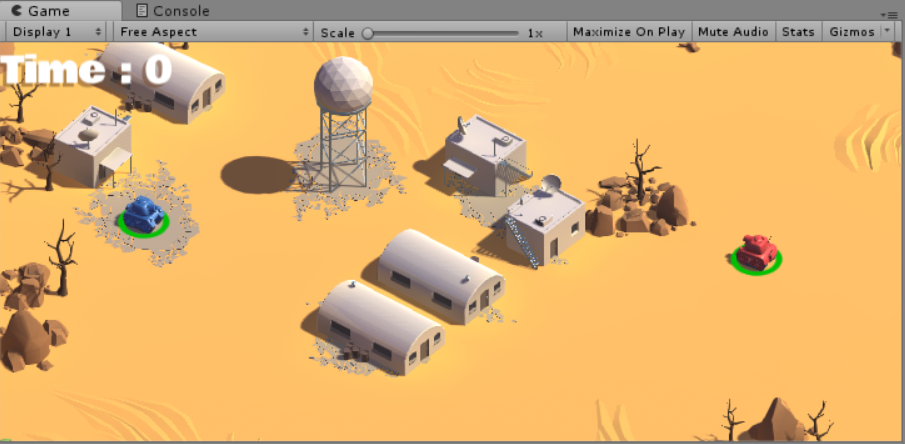 Game Console
Display 1 Free Aspect Scale 1x Maximize On Play Mute Audio Stats Gizmos
Time : 0